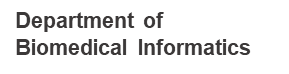 Department of
Biomedical Informatics